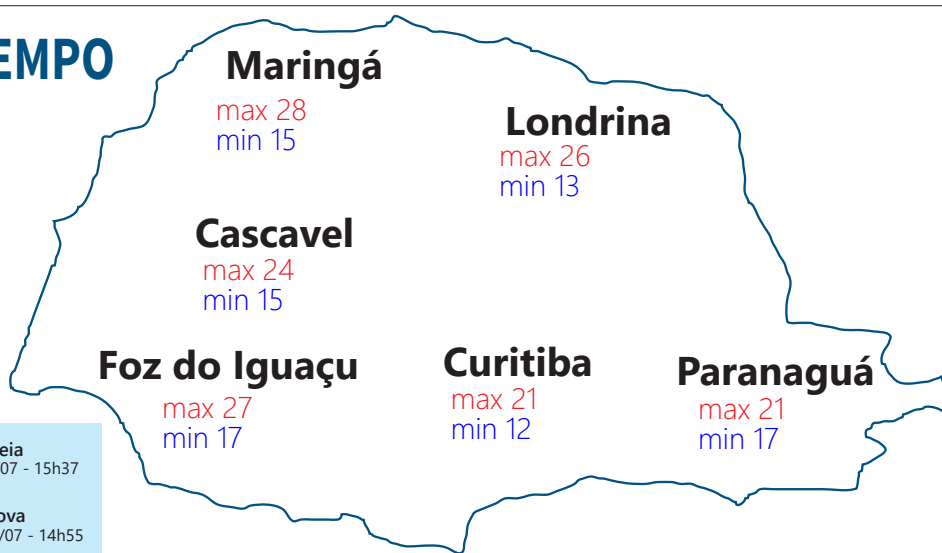 EMPO
Maringá
max 28
min 15
Londrina
max 26
min 13
Cascavel
max 24
min 15
Foz do Iguaçu
max 27
min 17
Curitiba
max 21
min 12
Paranaguá
max 21
min 17
eia
/07 - 15h37
ova
/07 - 14h55